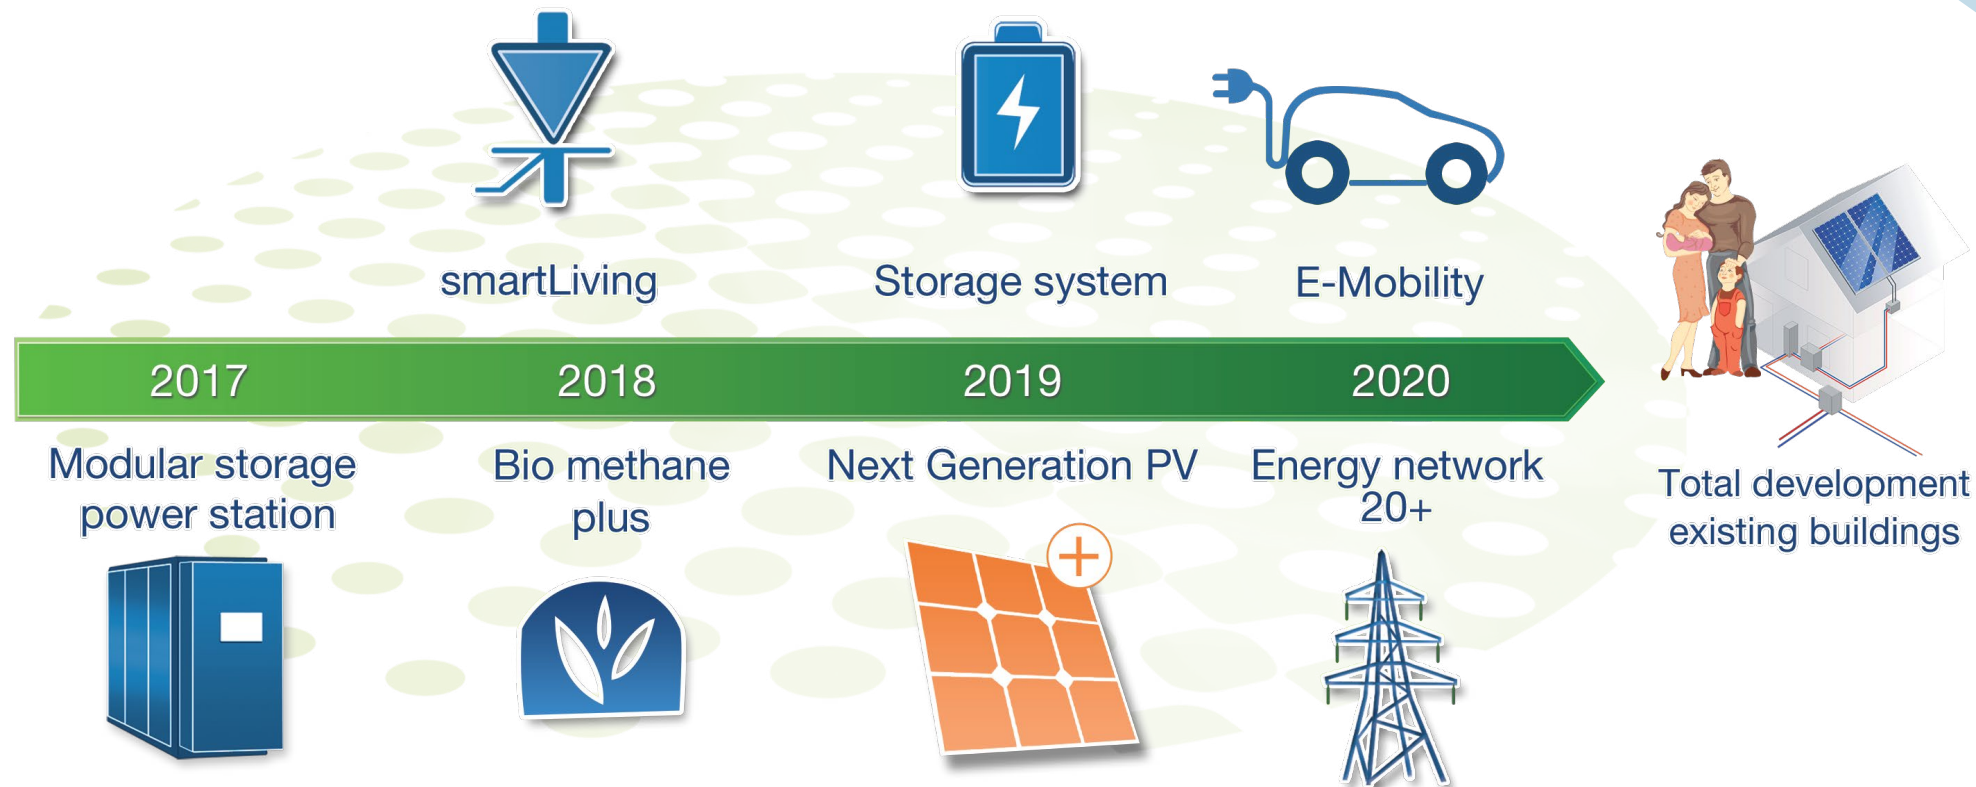 smartLiving
Storage system
E-Mobility
2017
2018
2019
2020
Modular storage
power station
Bio methane
plus
Next Generation PV
Energy network
20+
Total development
existing buildings